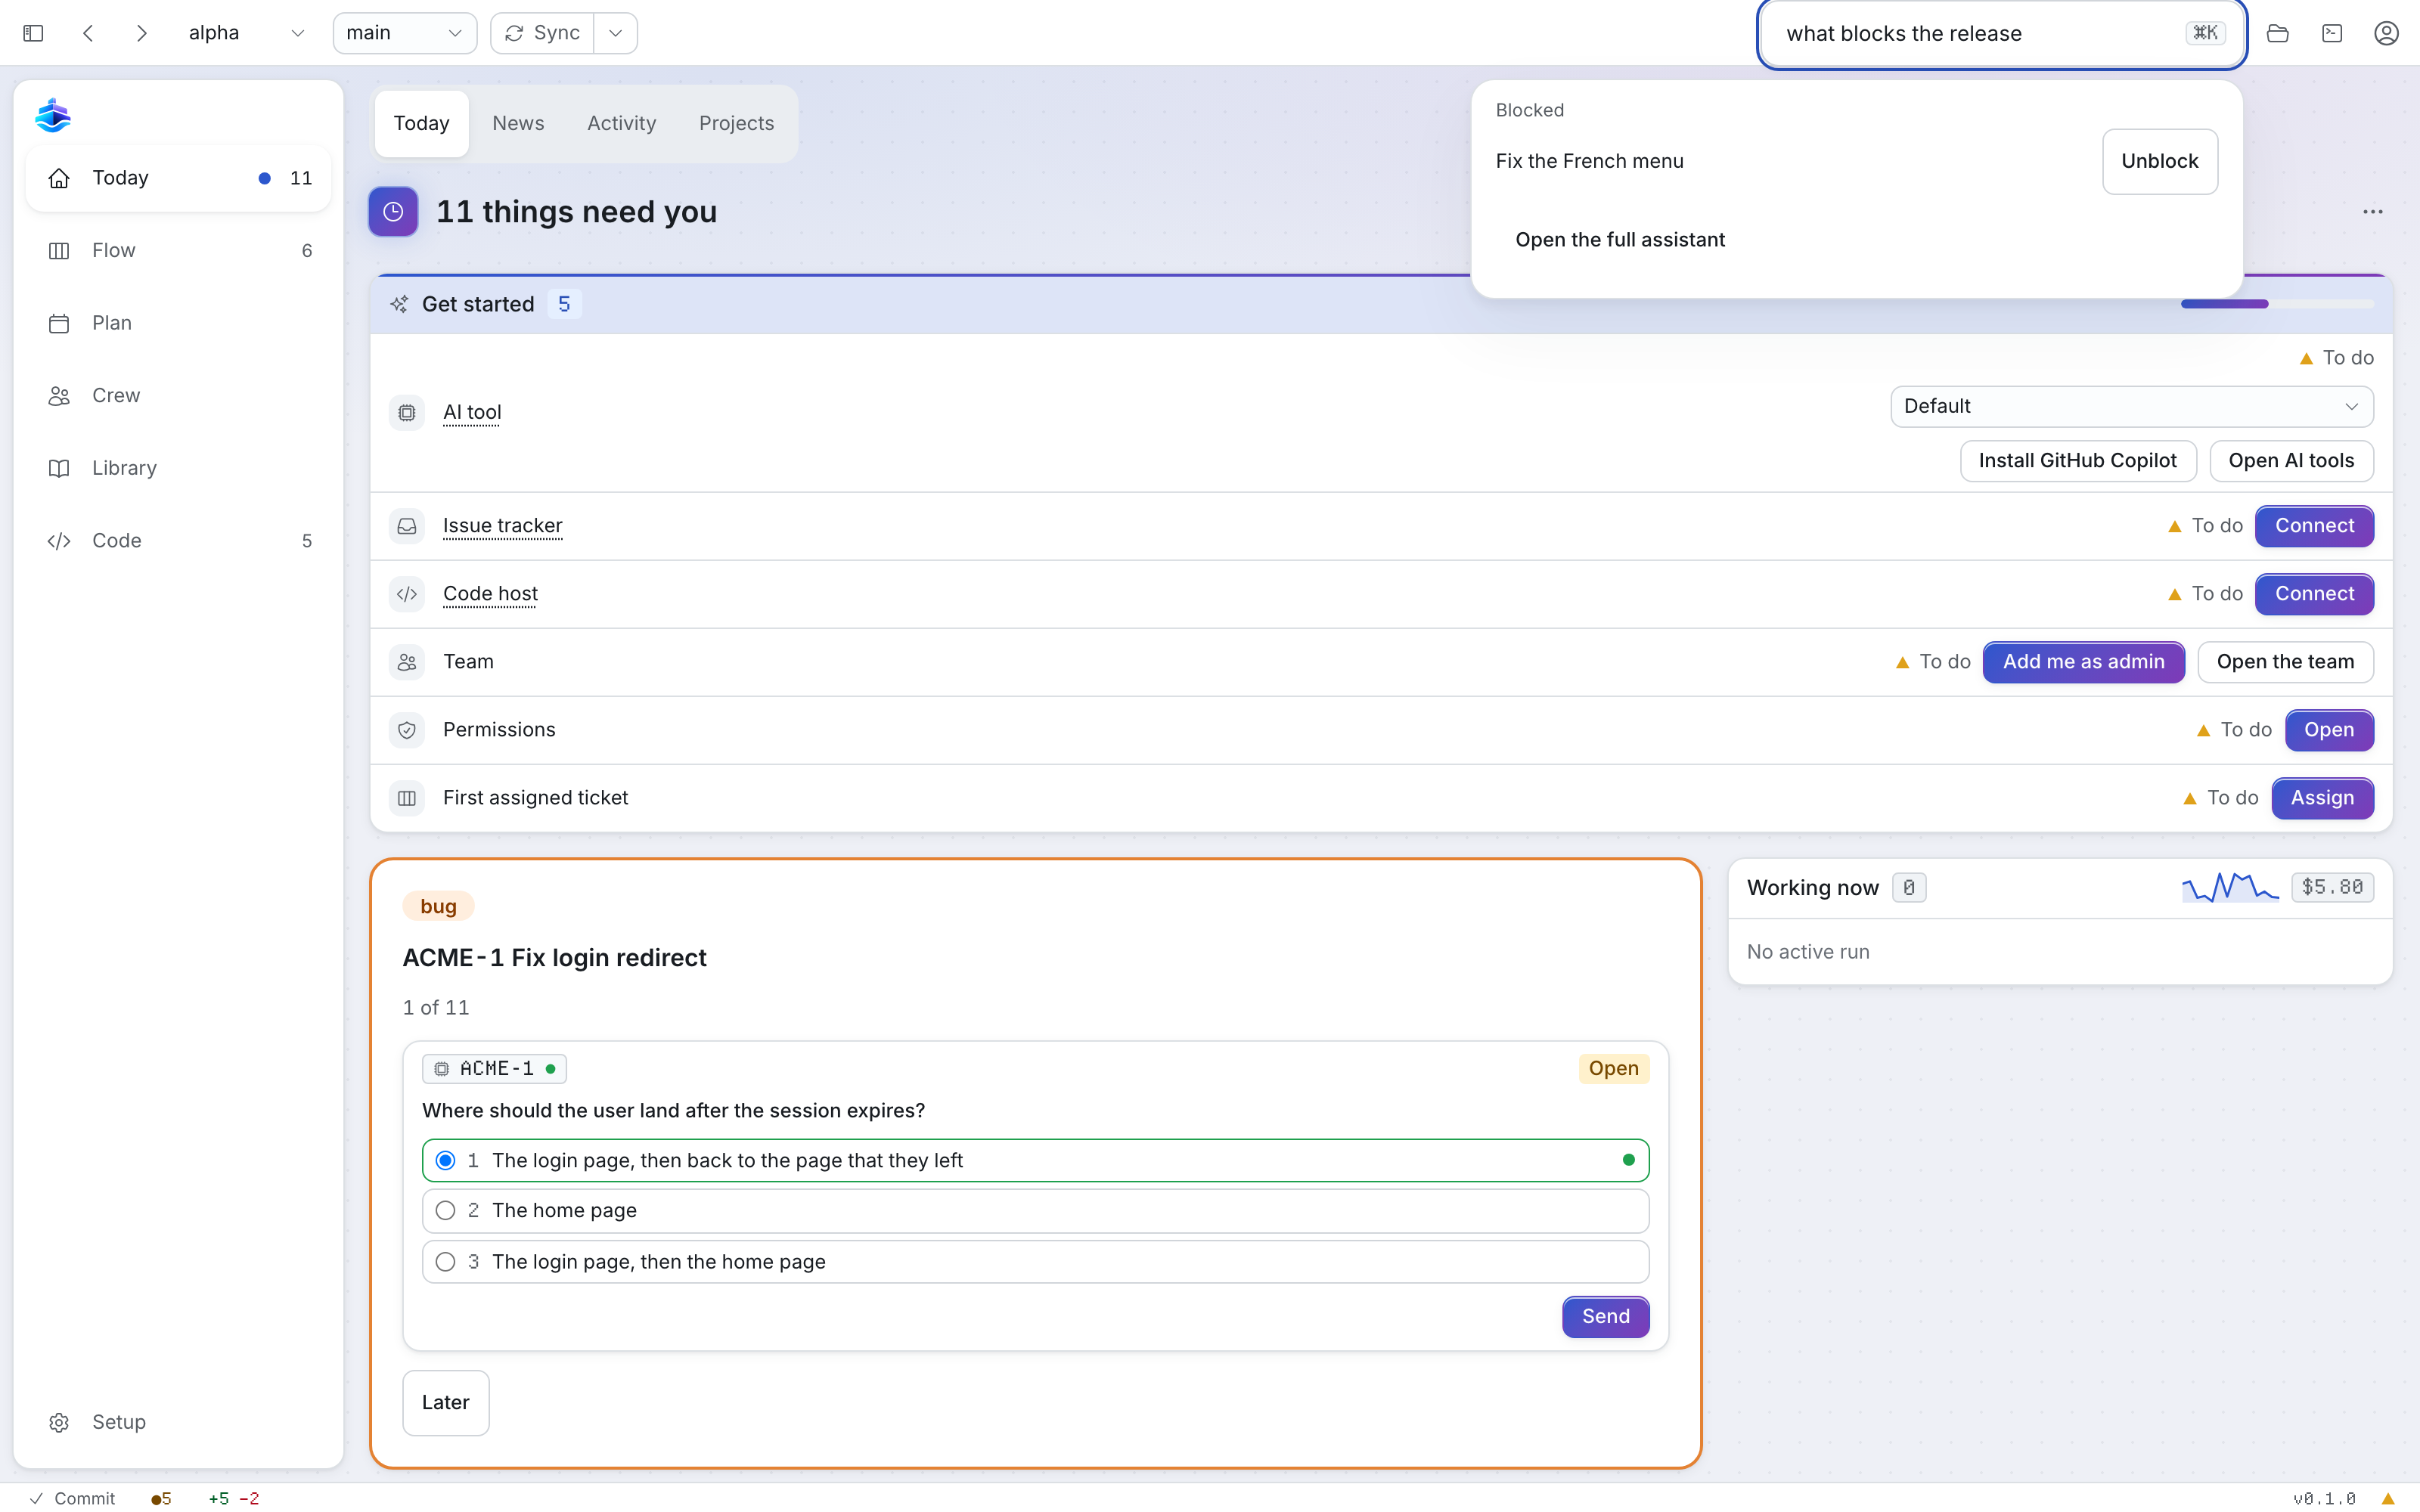 alpha
main
Sync
what blocks the release
⌘K
Blocked
Fix the French menu
Unblock
Open the full assistant
Today
11
Flow
6
Plan
Crew
Library
Code
5
Setup
Today
News
Activity
Projects
11 things need you
Get started
5
AI tool
To do
Default
Install GitHub Copilot
Open AI tools
Issue tracker
To do
Connect
Code host
To do
Connect
Team
To do
Add me as admin
Open the team
Permissions
To do
Open
First assigned ticket
To do
Assign
bug
ACME-1 Fix login redirect
1 of 11
ACME-1
Open
Where should the user land after the session expires?
1 The login page, then back to the page that they left
2 The home page
3 The login page, then the home page
Send
Later
Working now
0
$5.80
No active run
Commit
5
+5 -2
v0.1.0